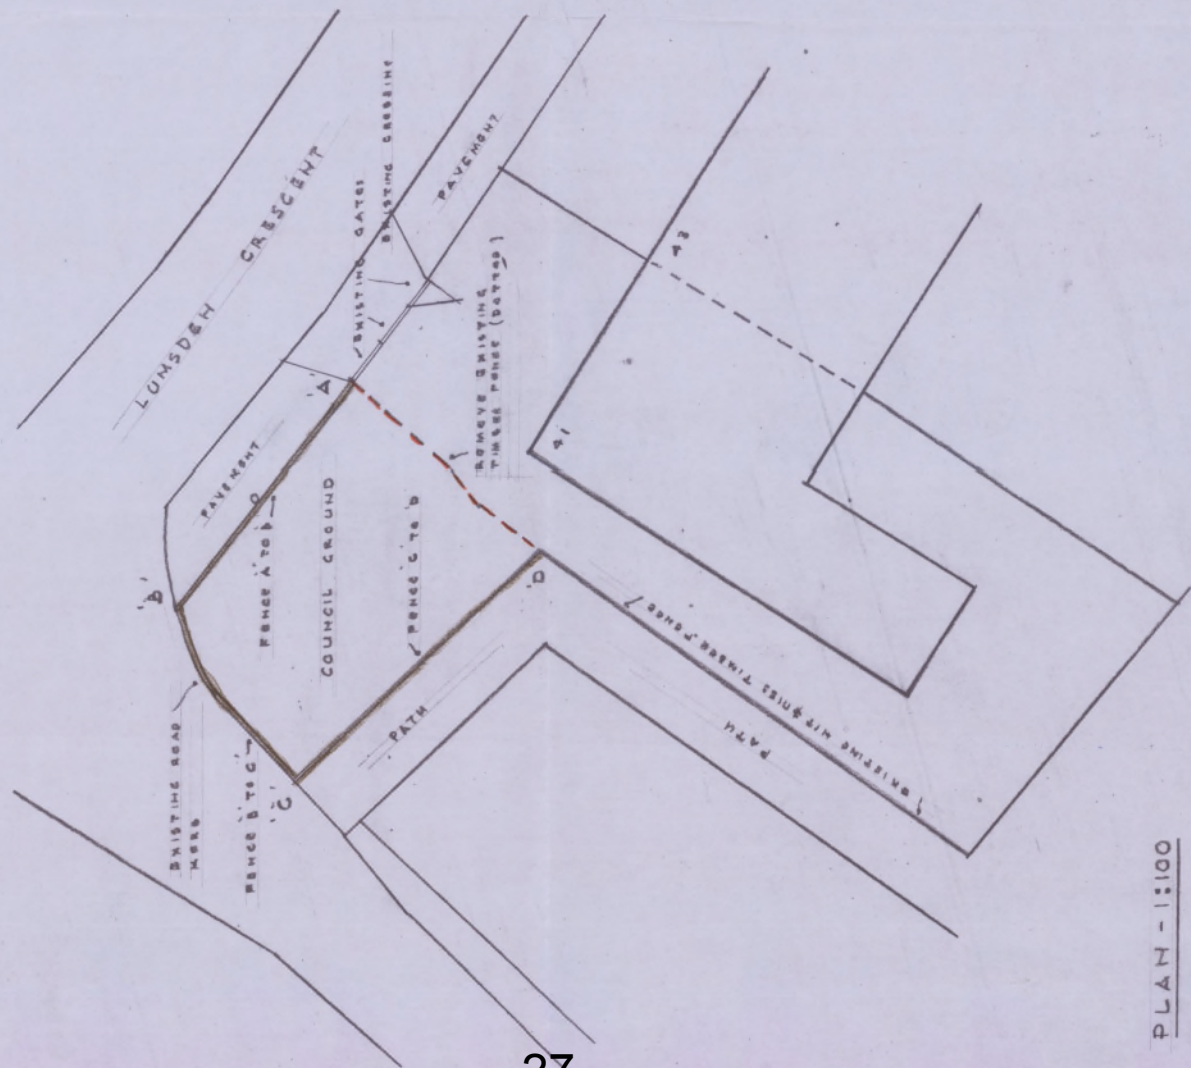 LUMSDEN CRESCENT
PAVEMENT
EXISTING CROSSING
EXISTING GATES
REMOVE EXISTING
TIMBER FENCE (DOTTED)
43
41
'A'
PAVEMENT
'B'
FENCE 'A' TO 'B'
COUNCIL GROUND
FENCE 'C' TO 'D'
'D'
EXISTING ROAD
KERB
FENCE 'B' TO 'C'
'C'
PATH
PATH
EXISTING HIT & MISS TIMBER FENCE
PLAN - 1:100
27